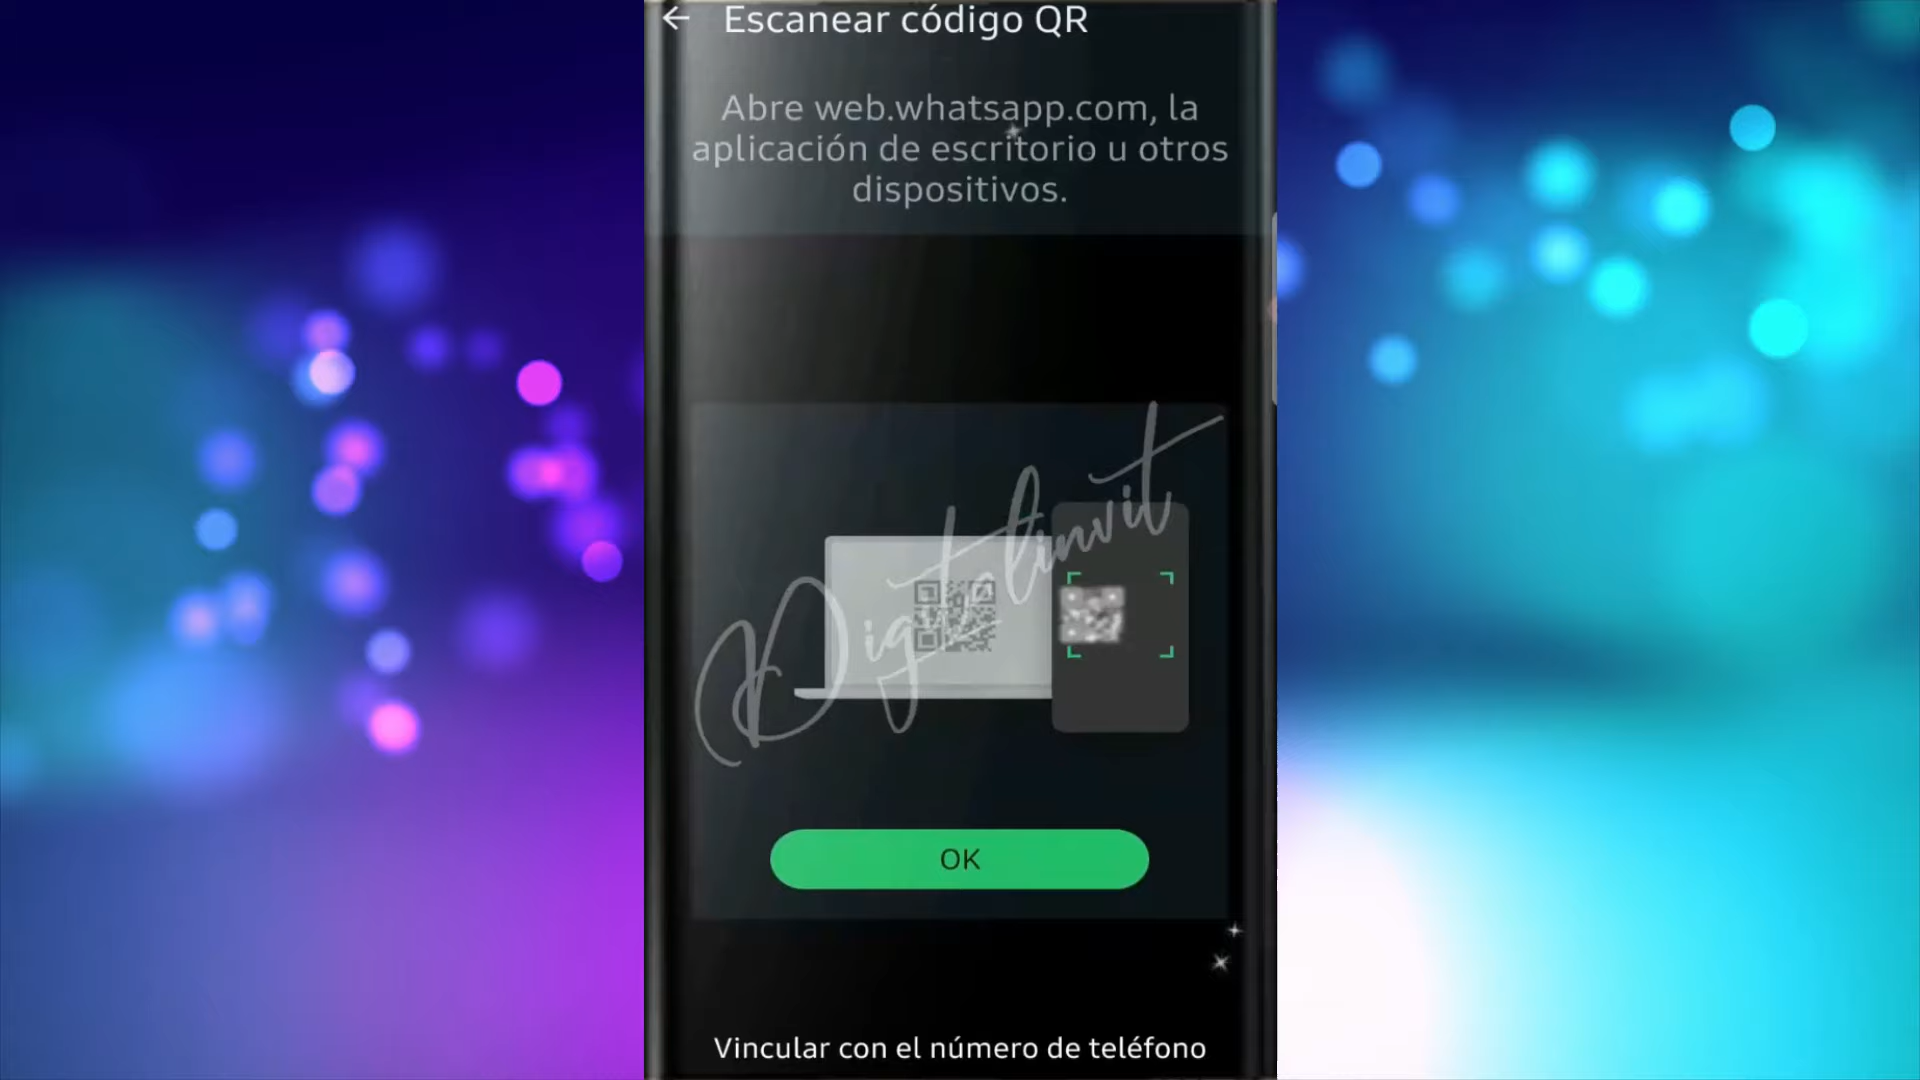 Escanear código QR
Abre web.whatsapp.com, la
aplicación de escritorio u otros
dispositivos.
Digitalinvit
OK
Vincular con el número de teléfono